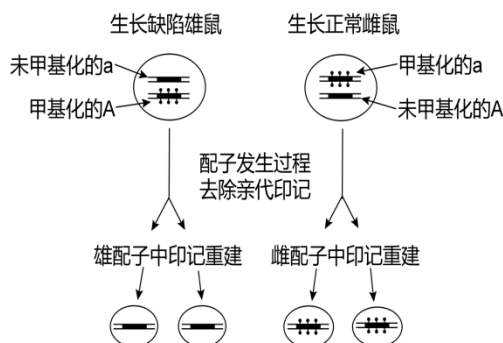 生长缺陷雄鼠
生长正常雌鼠
未甲基化的a
甲基化的A
甲基化的a
未甲基化的A
配子发生过程
去除亲代印记
雄配子中印记重建
雌配子中印记重建